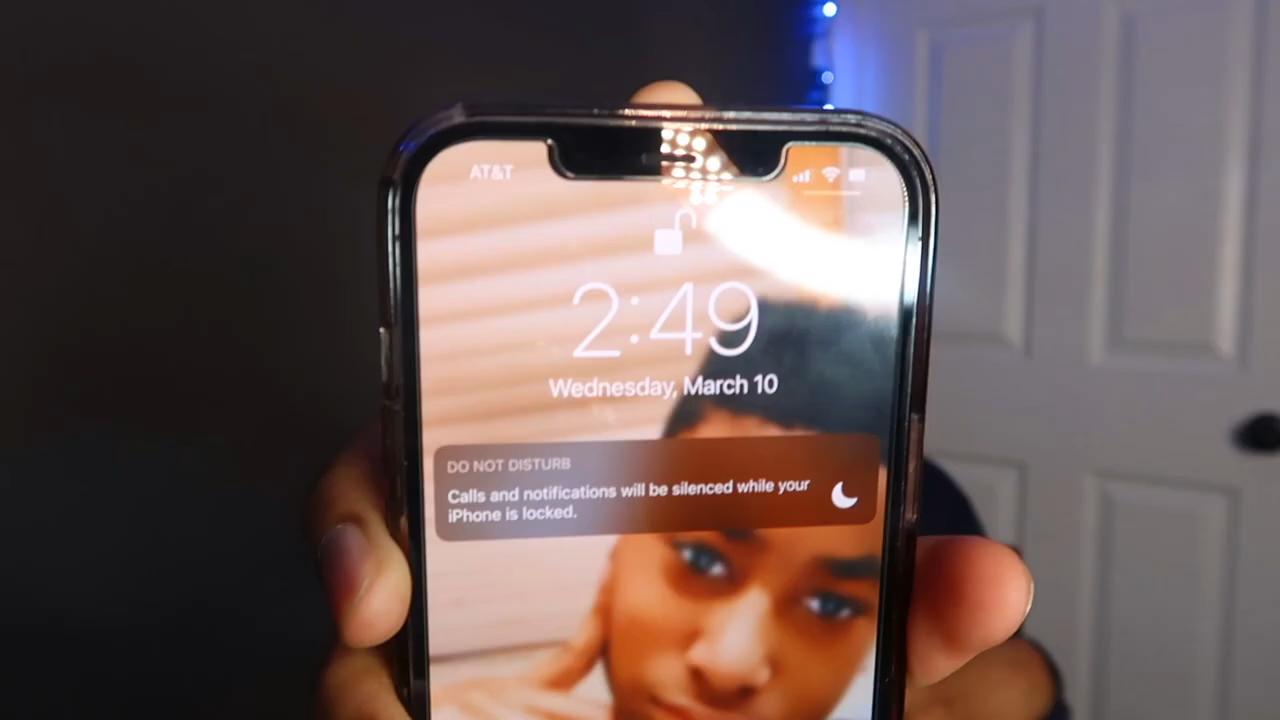 AT&T
2:49
Wednesday, March 10
DO NOT DISTURB
Calls and notifications will be silenced while your
iPhone is locked.